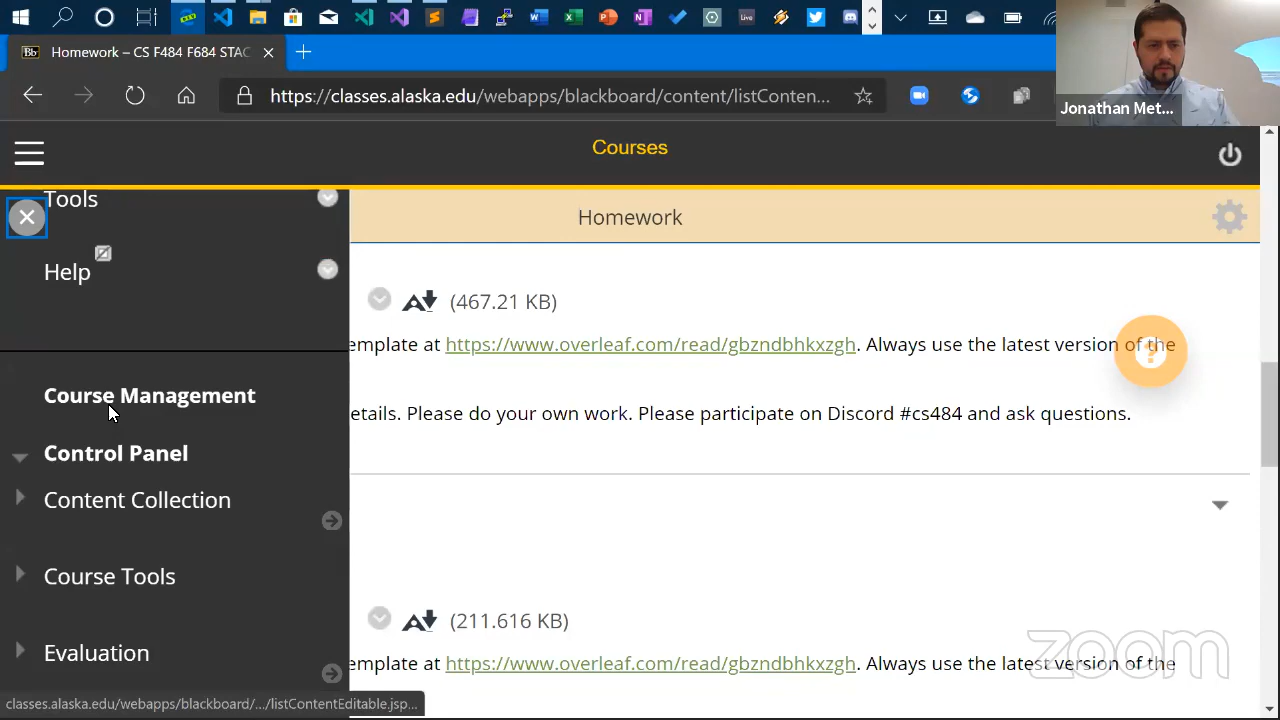 Live
Homework – CS F484 F684 STAC
https://classes.alaska.edu/webapps/blackboard/content/listConten...
Jonathan Met...
Courses
Tools
Homework
Help
(467.21 KB)
emplate at https://www.overleaf.com/read/gbzndbhkxzgh. Always use the latest version of the
Course Management
etails. Please do your own work. Please participate on Discord #cs484 and ask questions.
Control Panel
Content Collection
Course Tools
(211.616 KB)
Evaluation
emplate at https://www.overleaf.com/read/gbzndbhkxzgh. Always use the latest version of the
zoom
classes.alaska.edu/webapps/blackboard/.../listContentEditable.jsp...